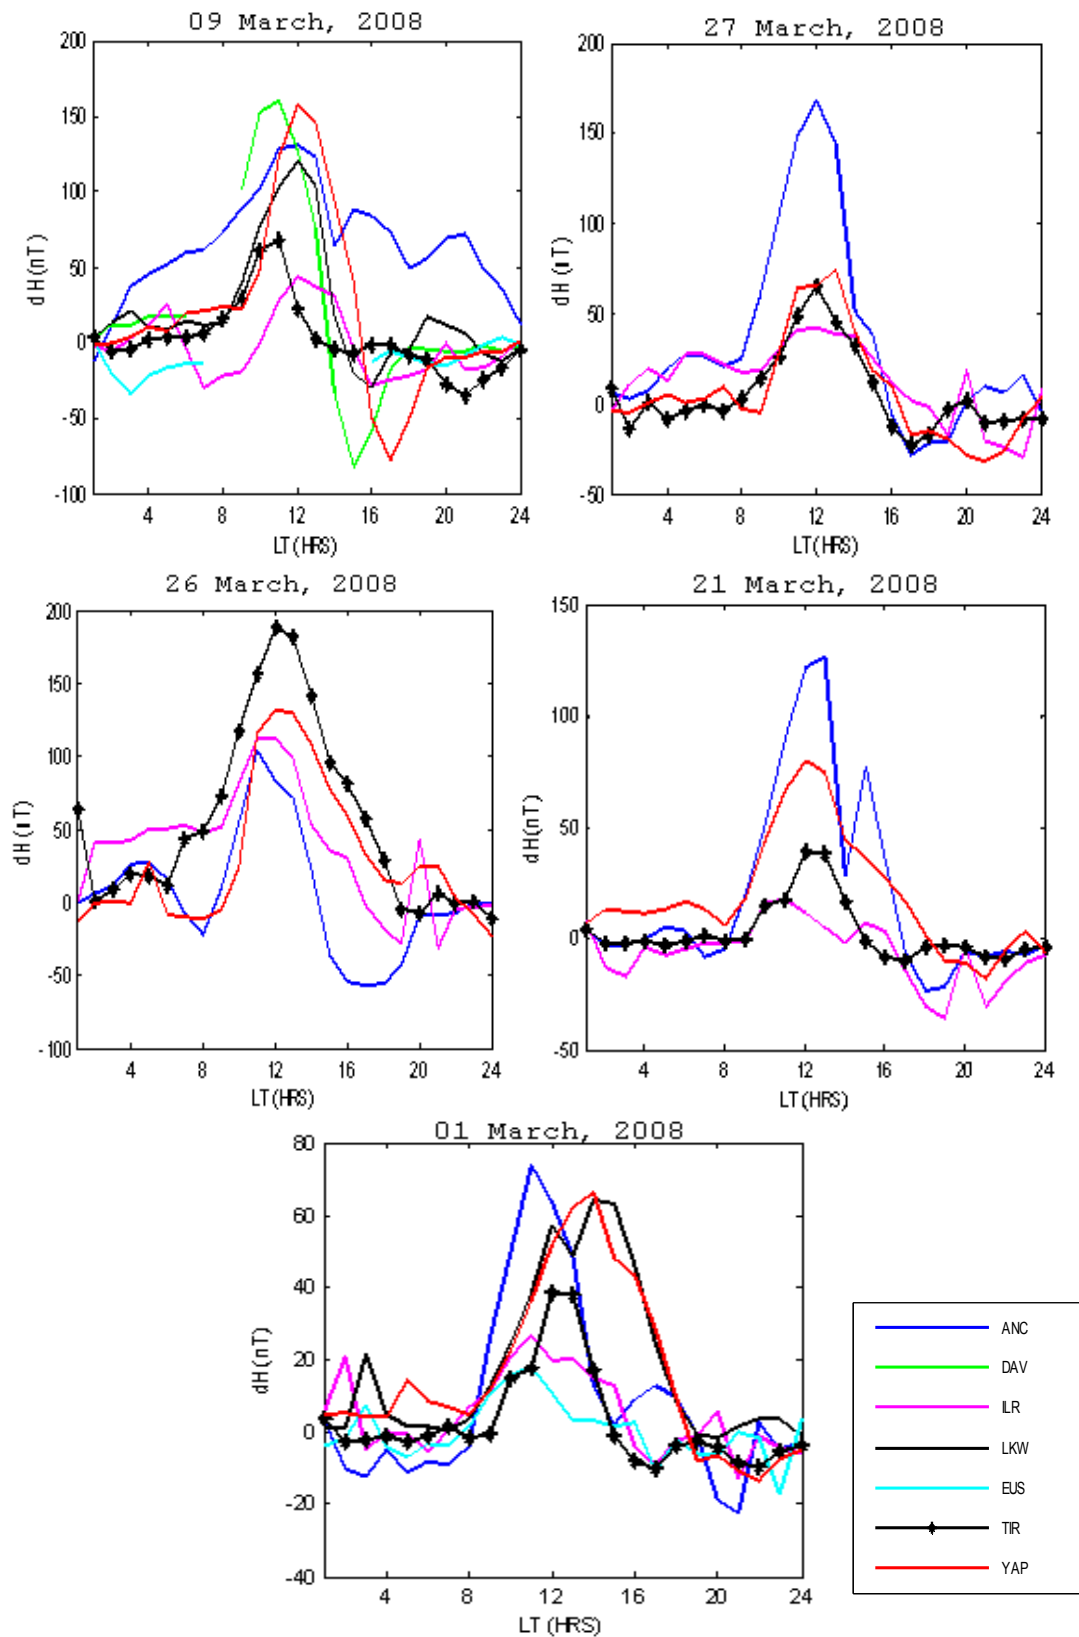 09 March, 2008
200
150
100
50
0
-50
-100
dH(nT)
4 8 12 16 20 24
LT(HRS)
27 March, 2008
200
150
100
50
0
-50
dH(nT)
4 8 12 16 20 24
LT(HRS)
26 March, 2008
200
150
100
50
0
-50
-100
dH(nT)
4 8 12 16 20 24
LT(HRS)
21 March, 2008
150
100
50
0
-50
dH(nT)
4 8 12 16 20 24
LT(HRS)
01 March, 2008
80
60
40
20
0
-20
-40
dH(nT)
4 8 12 16 20 24
LT(HRS)
ANC
DAV
ILR
LKW
EUS
TIR
YAP